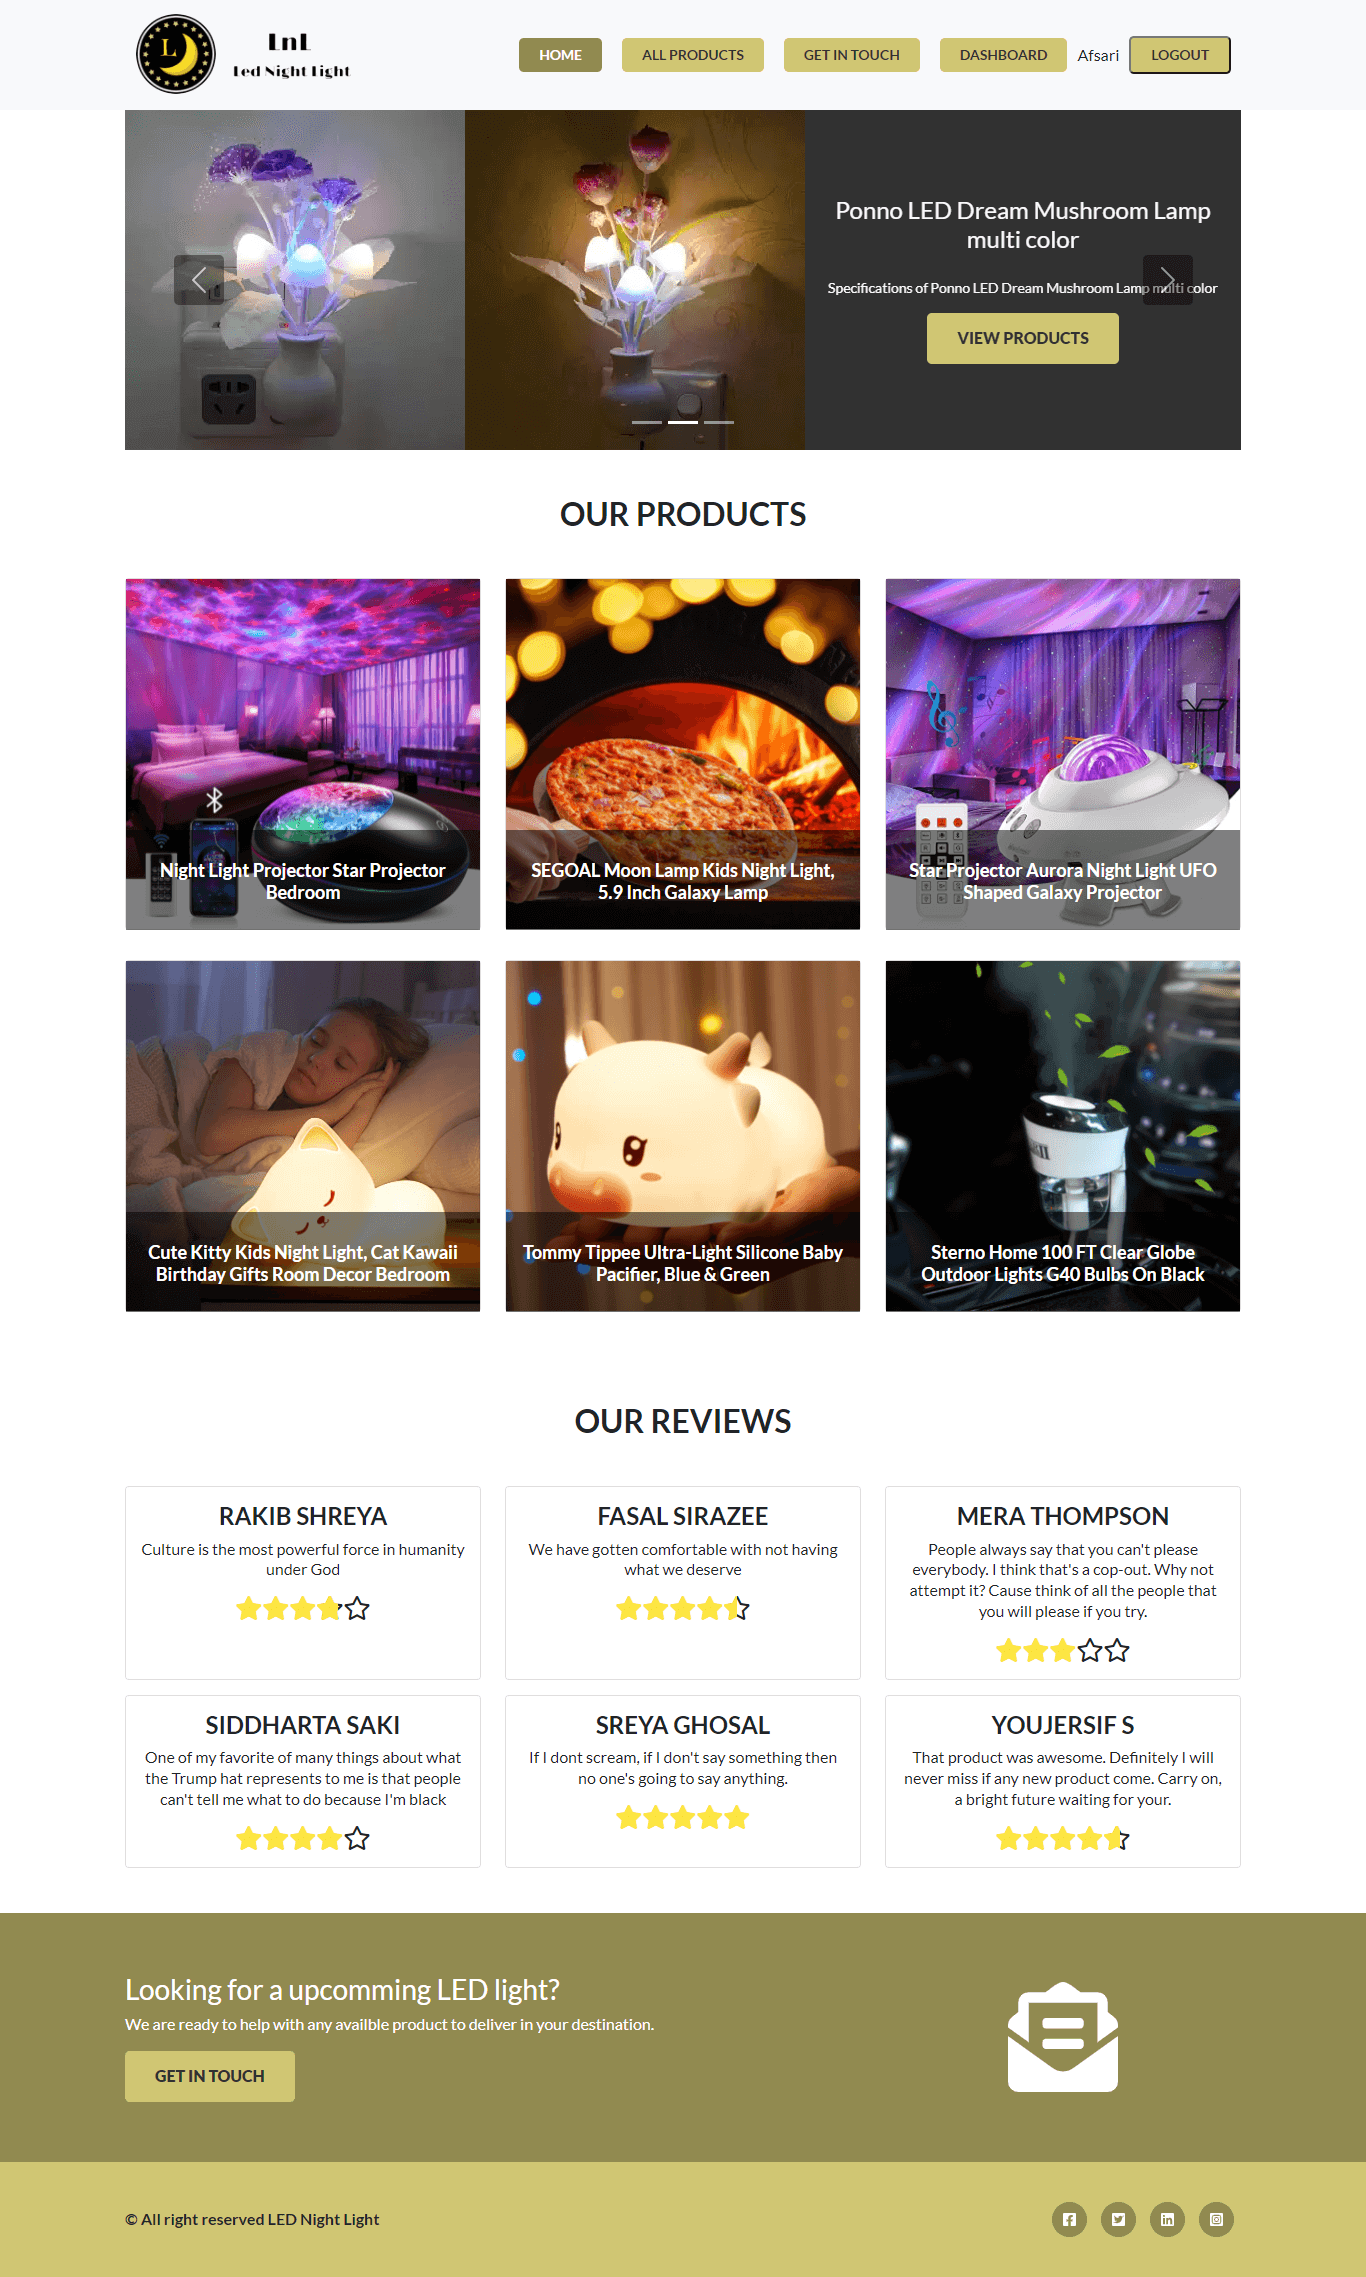 L
LnL
Led Night Light
HOME
ALL PRODUCTS
GET IN TOUCH
DASHBOARD
Afsari
LOGOUT
Ponno LED Dream Mushroom Lamp
multi color
Specifications of Ponno LED Dream Mushroom Lamp multi color
VIEW PRODUCTS
OUR PRODUCTS
Night Light Projector Star Projector
Bedroom
SEGOAL Moon Lamp Kids Night Light,
5.9 Inch Galaxy Lamp
Star Projector Aurora Night Light UFO
Shaped Galaxy Projector
Cute Kitty Kids Night Light, Cat Kawaii
Birthday Gifts Room Decor Bedroom
Tommy Tippee Ultra-Light Silicone Baby
Pacifier, Blue & Green
Sterno Home 100 FT Clear Globe
Outdoor Lights G40 Bulbs On Black
OUR REVIEWS
RAKIB SHREYA
Culture is the most powerful force in humanity
under God
FASAL SIRAZEE
We have gotten comfortable with not having
what we deserve
MERA THOMPSON
People always say that you can't please
everybody. I think that's a cop-out. Why not
attempt it? Cause think of all the people that
you will please if you try.
SIDDHARTA SAKI
One of my favorite of many things about what
the Trump hat represents to me is that people
can't tell me what to do because I'm black
SREYA GHOSAL
If I dont scream, if I don't say something then
no one's going to say anything.
YOUJERSIF S
That product was awesome. Definitely I will
never miss if any new product come. Carry on,
a bright future waiting for your.
Looking for a upcomming LED light?
We are ready to help with any availble product to deliver in your destination.
GET IN TOUCH
© All right reserved LED Night Light